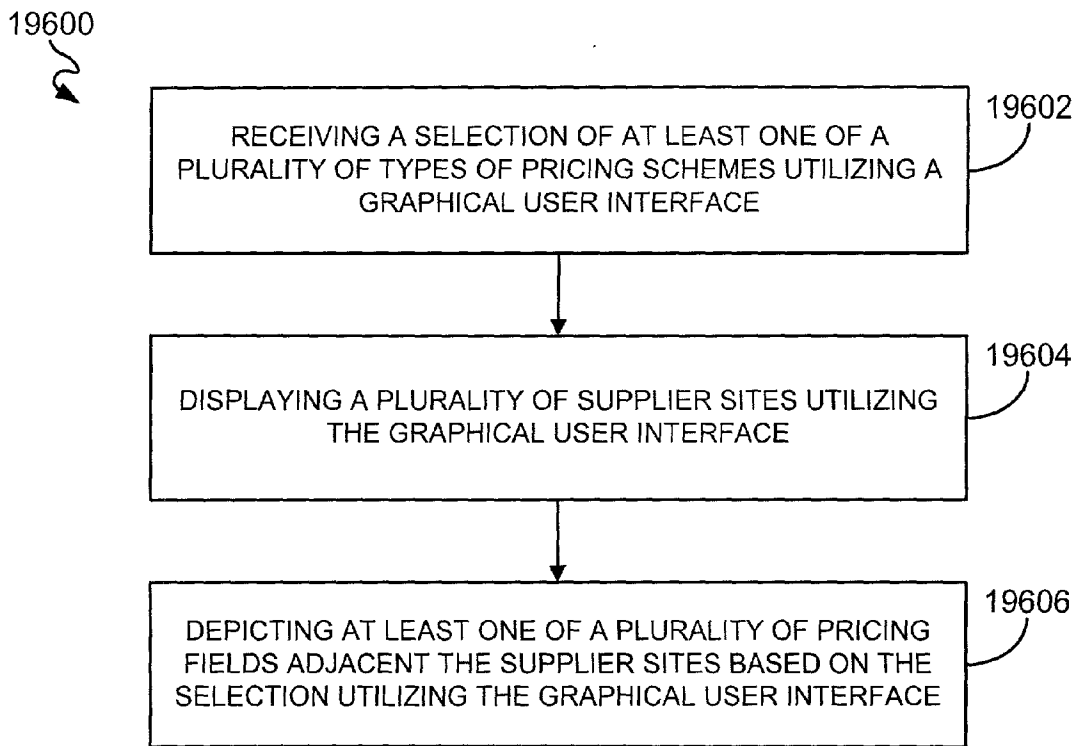 19600
19602
RECEIVING A SELECTION OF AT LEAST ONE OF A
PLURALITY OF TYPES OF PRICING SCHEMES UTILIZING A
GRAPHICAL USER INTERFACE
19604
DISPLAYING A PLURALITY OF SUPPLIER SITES UTILIZING
THE GRAPHICAL USER INTERFACE
19606
DEPICTING AT LEAST ONE OF A PLURALITY OF PRICING
FIELDS ADJACENT THE SUPPLIER SITES BASED ON THE
SELECTION UTILIZING THE GRAPHICAL USER INTERFACE